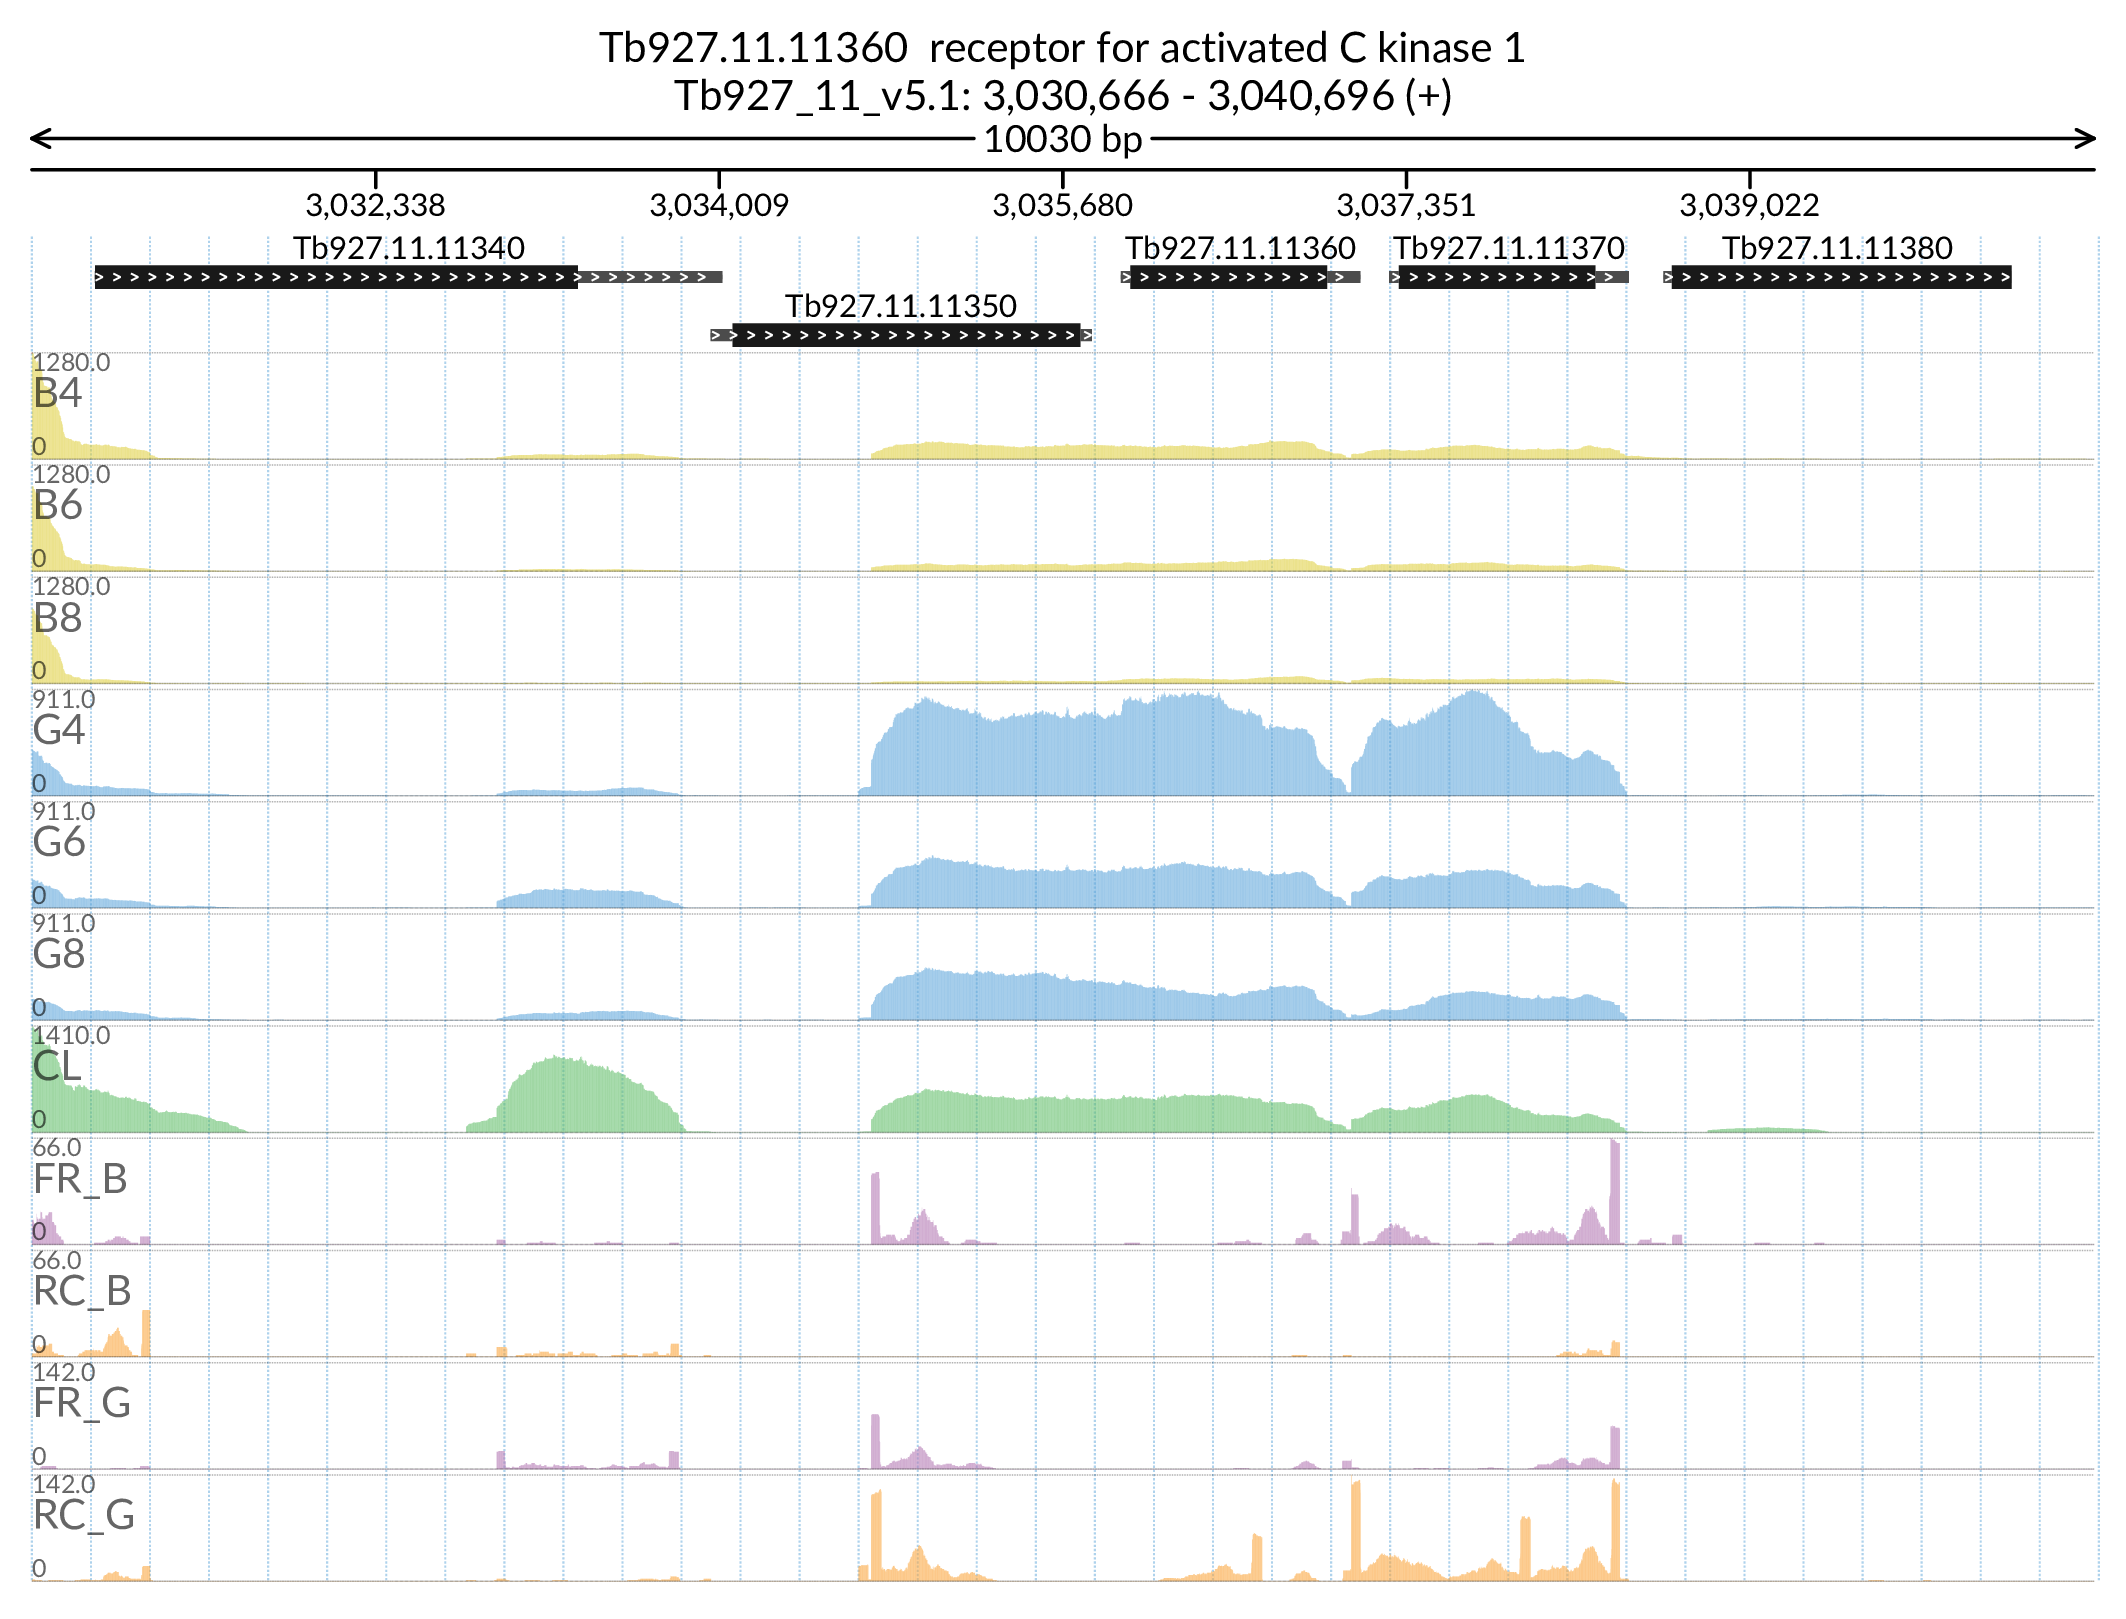 Tb927.11.11360  receptor for activated C kinase 1
Tb927_11_v5.1: 3,030,666 - 3,040,696 (+)
10030 bp
3,032,338 3,034,009 3,035,680 3,037,351 3,039,022
Tb927.11.11340 Tb927.11.11360 Tb927.11.11370 Tb927.11.11380
Tb927.11.11350
1280.0
B4
0
1280.0
B6
0
1280.0
B8
0
911.0
G4
0
911.0
G6
0
911.0
G8
0
1410.0
CL
0
66.0
FR_B
0
66.0
RC_B
0
142.0
FR_G
0
142.0
RC_G
0